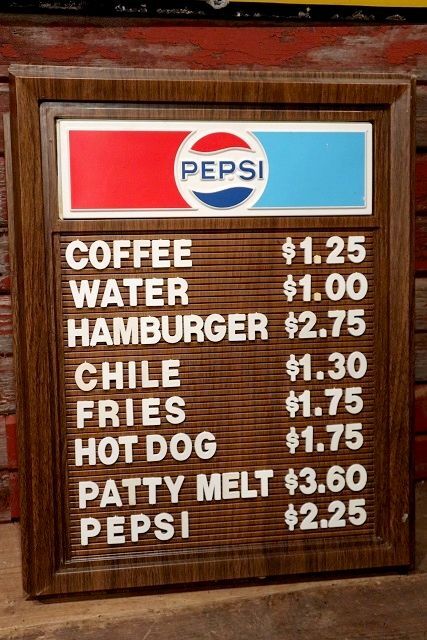 PEPSI
COFFEE $1.25
WATER $1.00
HAMBURGER $2.75
CHILE $1.30
FRIES $1.75
HOT DOG $1.75
PATTY MELT $3.60
PEPSI $2.25